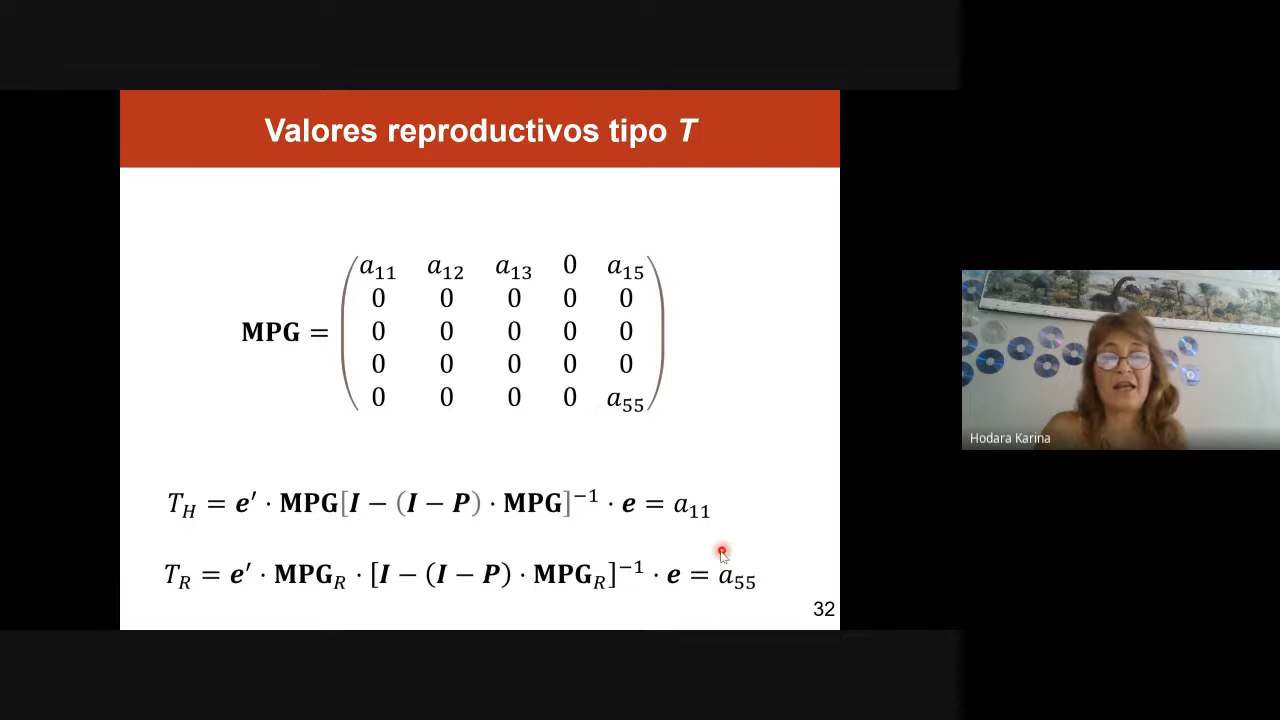 Valores reproductivos tipo T
MPG = 
a₁₁ a₁₂ a₁₃ 0 a₁₅
0 0 0 0 0
0 0 0 0 0
0 0 0 0 0
0 0 0 0 a₅₅
T_H = e′ · MPG[I − (I − P) · MPG]⁻¹ · e = a₁₁
T_R = e′ · MPG_R · [I − (I − P) · MPG_R]⁻¹ · e = a₅₅
32
Hodara Karina